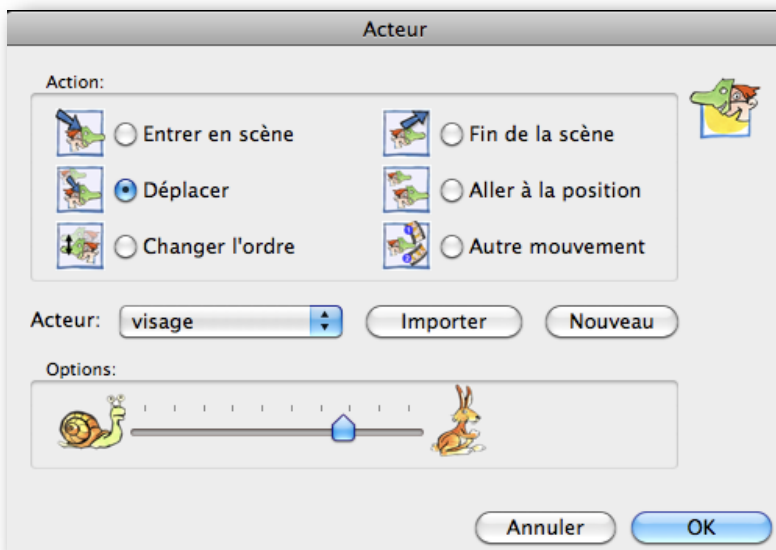 Acteur
Action:
Entrer en scène
Fin de la scène
Déplacer
Aller à la position
Changer l'ordre
Autre mouvement
Acteur: visage Importer Nouveau
Options:
Annuler OK